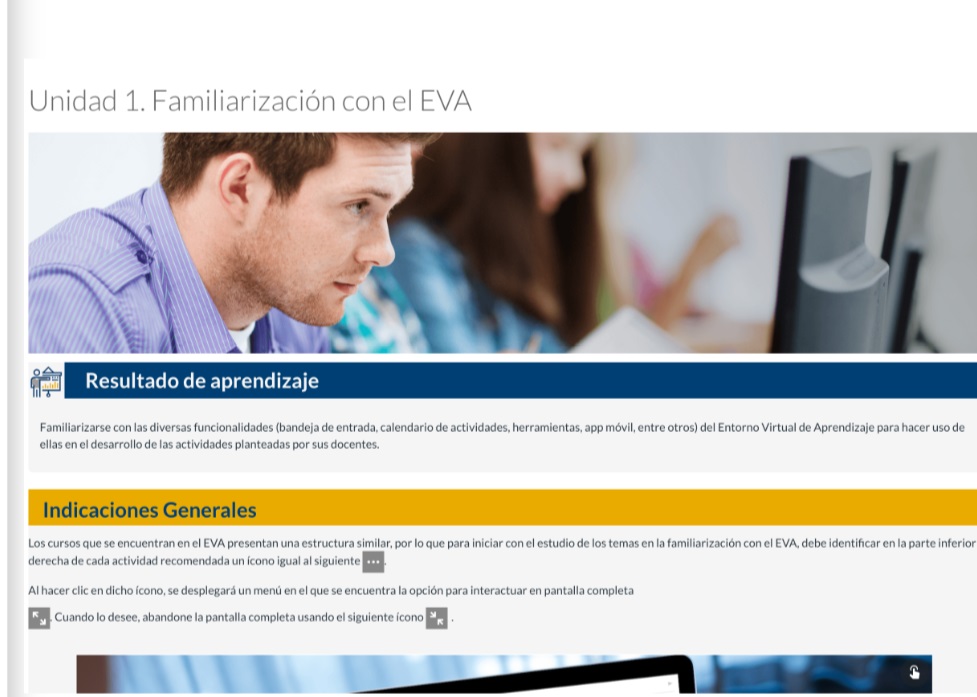 Unidad 1. Familiarización con el EVA
Resultado de aprendizaje
Familiarizarse con las diversas funcionalidades (bandeja de entrada, calendario de actividades, herramientas, app móvil, entre otros) del Entorno Virtual de Aprendizaje para hacer uso de
ellas en el desarrollo de las actividades planteadas por sus docentes.
Indicaciones Generales
Los cursos que se encuentran en el EVA presentan una estructura similar, por lo que para iniciar con el estudio de los temas en la familiarización con el EVA, debe identificar en la parte inferior
derecha de cada actividad recomendada un ícono igual al siguiente .
Al hacer clic en dicho ícono, se desplegará un menú en el que se encuentra la opción para interactuar en pantalla completa
. Cuando lo desee, abandone la pantalla completa usando el siguiente ícono .